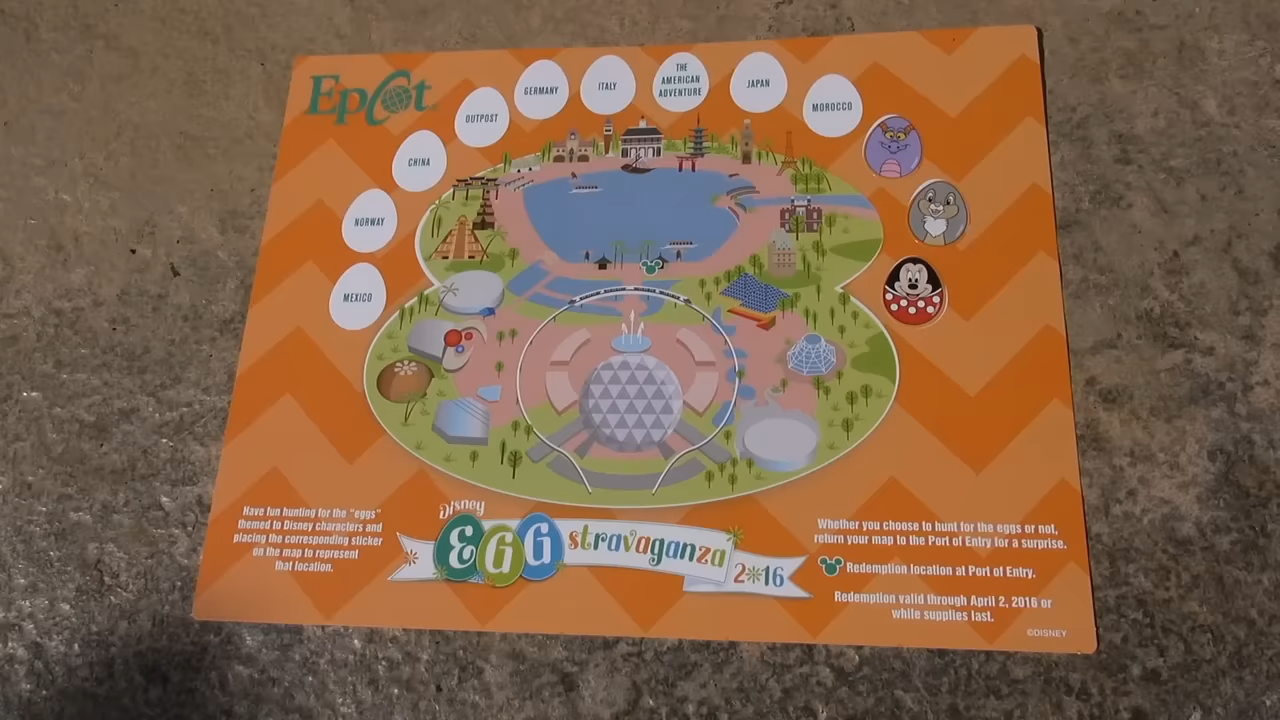 Epcot
THE
AMERICAN
ADVENTURE
ITALY
JAPAN
GERMANY
MOROCCO
OUTPOST
CHINA
NORWAY
MEXICO
Have fun hunting for the "eggs"
themed to Disney characters and
placing the corresponding sticker
on the map to represent
that location.
Disney
EGGstravaganza
2016
Whether you choose to hunt for the eggs or not,
return your map to the Port of Entry for a surprise.
Redemption location at Port of Entry.
Redemption valid through April 2, 2016 or
while supplies last.
©DISNEY